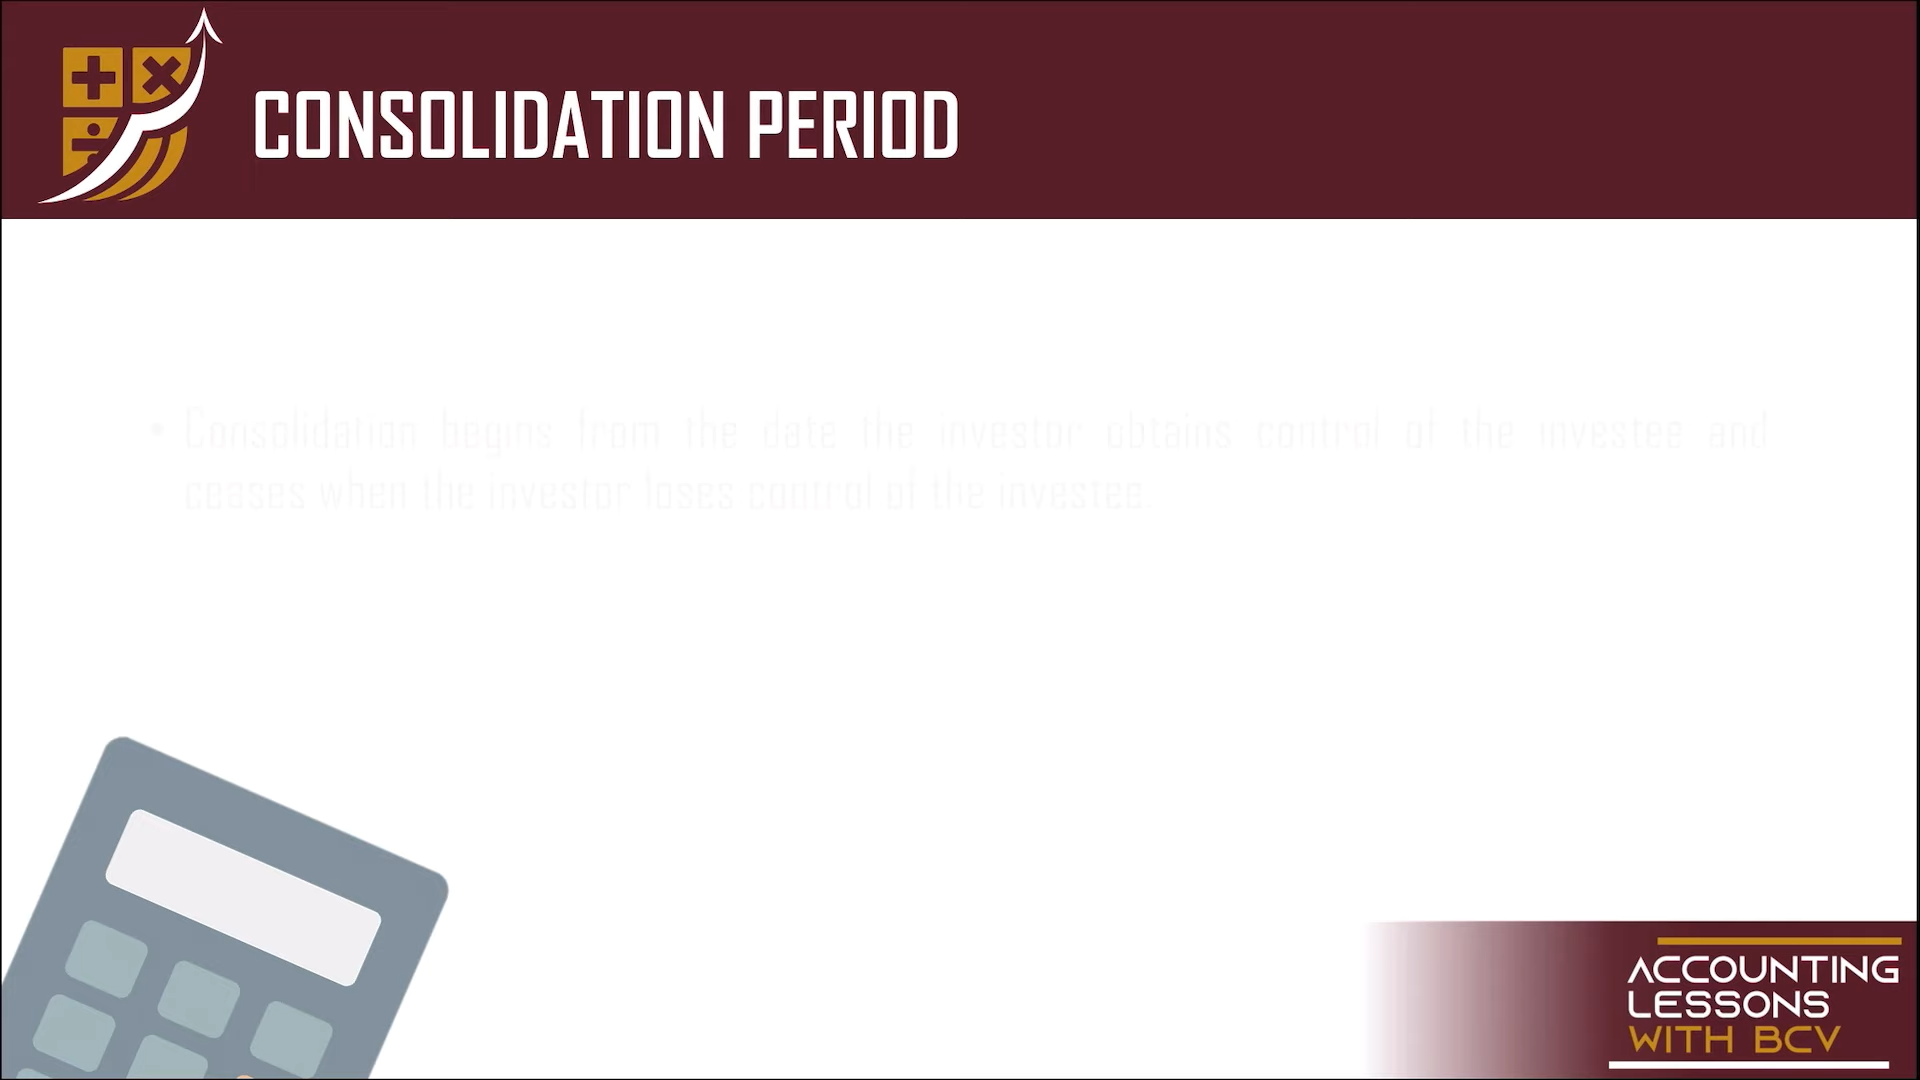 CONSOLIDATION PERIOD
• Consolidation begins from the date the investor obtains control of the investee and
ceases when the investor loses control of the investee.
ACCOUNTING
LESSONS
WITH BCV